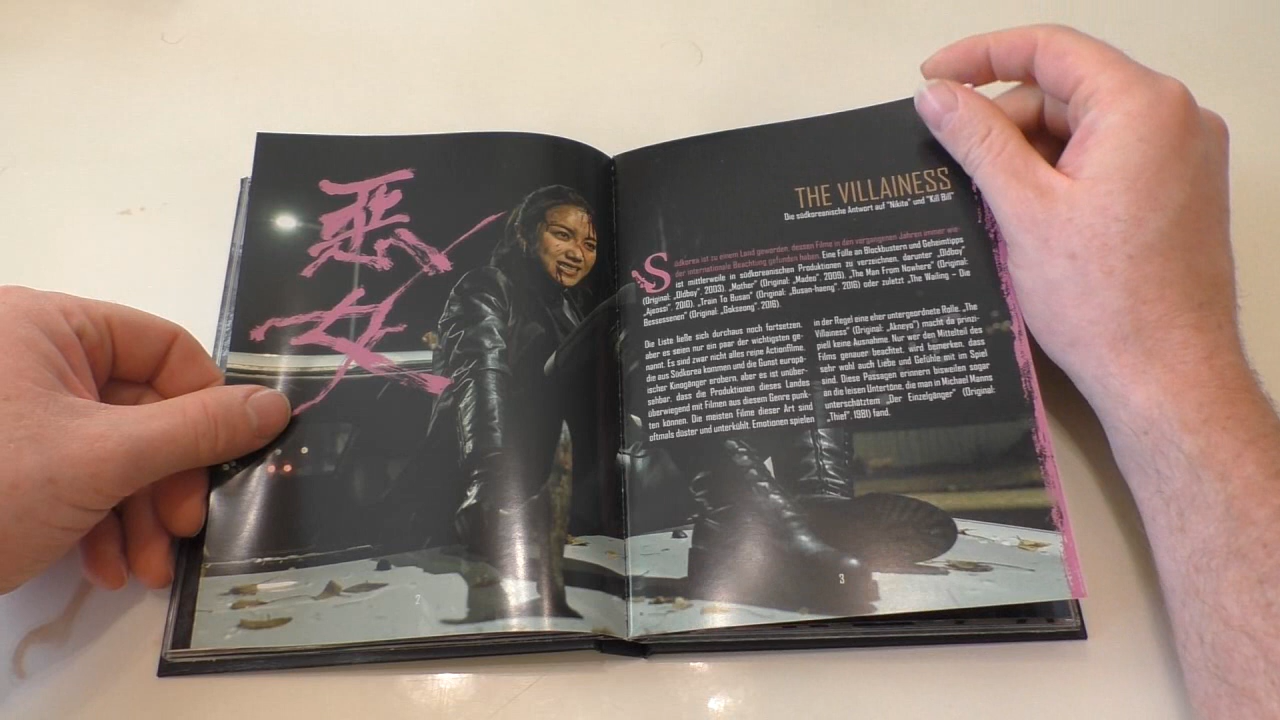 惡
女
THE VILLAINESS
Die südkoreanische Antwort auf "Nikita" und "Kill Bill"
Südkorea ist zu einem Land geworden, dessen Films in den vergangenen Jahren immer wie-
der internationale Beachtung gefunden haben. Eine Fülle an Blockbustern und Geheimtipps
ist mittlerweile in südkoreanischen Produktionen zu verzeichnen, darunter „Oldboy“
(Original: „Oldboy“, 2003), „Mother“ (Original: „Madeo“, 2009), „The Man From Nowhere“ (Original:
„Ajeossi“, 2010), „Train To Busan“ (Original: „Busan-haeng“, 2016) oder zuletzt „The Wailing – Die
Besessenen“ (Original: „Gokseong“, 2016).
Die Liste ließe sich durchaus noch fortsetzen,
aber es seien nur ein paar der wichtigsten ge-
nannt. Es sind zwar nicht alles reine Actionfilme,
die aus Südkorea kommen und die Gunst europä-
ischer Kinogänger erobern, aber es ist unüber-
sehbar, dass die Produktionen dieses Landes
überwiegend mit Filmen aus diesem Genre punk-
ten können. Die meisten Filme dieser Art sind
oftmals düster und unterkühlt. Emotionen spielen
in der Regel eine eher untergeordnete Rolle. „The
Villainess“ (Original: „Aknyeo“) macht da prinzi-
piell keine Ausnahme. Nur wer den Mittelteil des
Films genauer beachtet, wird bemerken, dass
sehr wohl auch Liebe und Gefühle mit im Spiel
sind. Diese Passagen erinnern bisweilen sogar
an die leisen Untertöne, die man in Michael Manns
unterschätztem „Der Einzelgänger“ (Original:
„Thief“, 1981) fand.
2
3